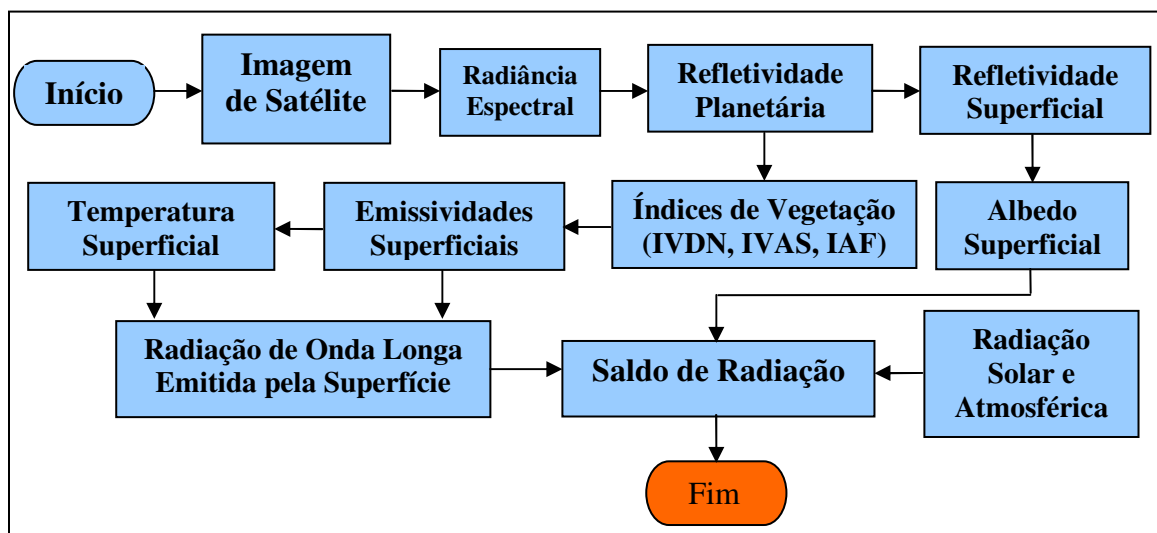 Início
Imagem
de Satélite
Radiância
Espectral
Refletividade
Planetária
Refletividade
Superficial
Temperatura
Superficial
Emissividades
Superficiais
Índices de Vegetação
(IVDN, IVAS, IAF)
Albedo
Superficial
Radiação de Onda Longa
Emitida pela Superfície
Saldo de Radiação
Radiação
Solar e
Atmosférica
Fim